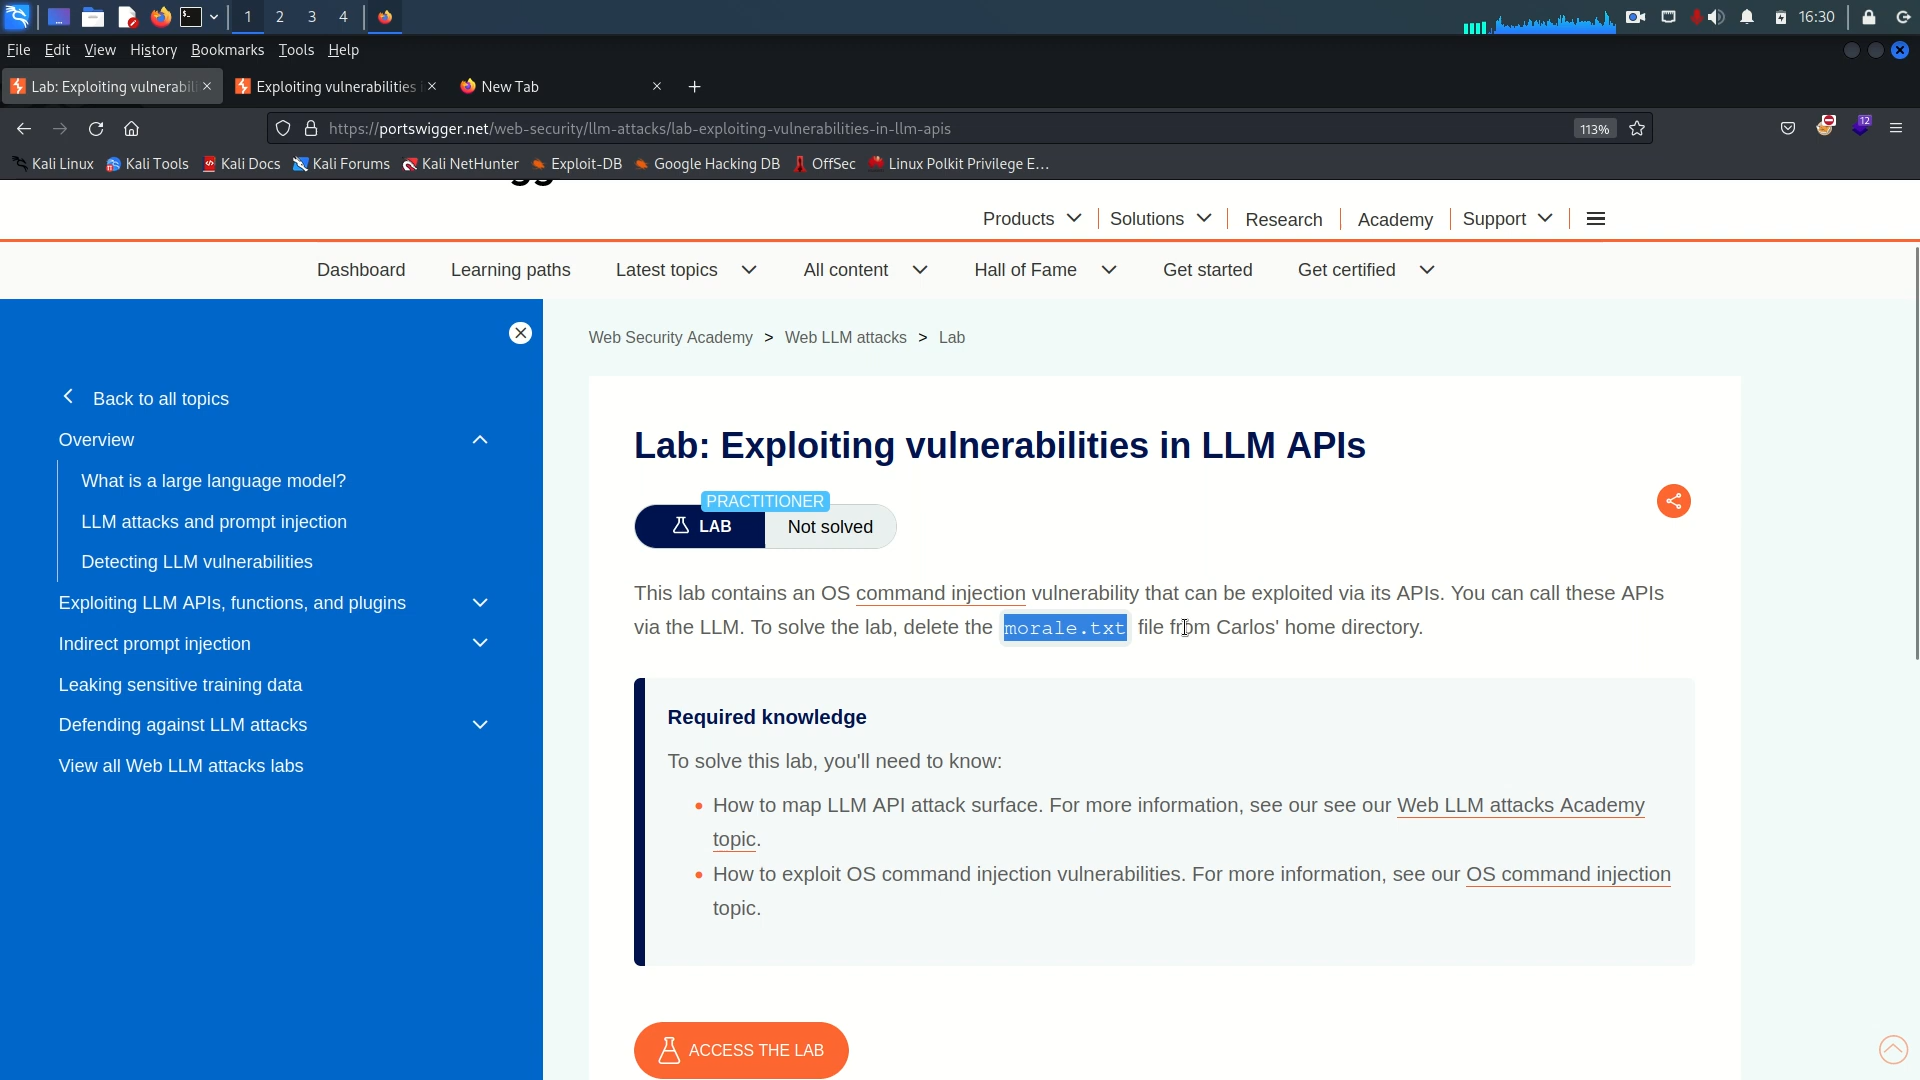 1 2 3 4 16:30
File Edit View History Bookmarks Tools Help
Lab: Exploiting vulnerabil Exploiting vulnerabilities New Tab
https://portswigger.net/web-security/llm-attacks/lab-exploiting-vulnerabilities-in-llm-apis 113% 12
Kali Linux Kali Tools Kali Docs Kali Forums Kali NetHunter Exploit-DB Google Hacking DB OffSec Linux Polkit Privilege E…
Products Solutions Research Academy Support
Dashboard Learning paths Latest topics All content Hall of Fame Get started Get certified
Back to all topics
Overview
What is a large language model?
LLM attacks and prompt injection
Detecting LLM vulnerabilities
Exploiting LLM APIs, functions, and plugins
Indirect prompt injection
Leaking sensitive training data
Defending against LLM attacks
View all Web LLM attacks labs
Web Security Academy > Web LLM attacks > Lab
Lab: Exploiting vulnerabilities in LLM APIs
PRACTITIONER
LAB Not solved
This lab contains an OS command injection vulnerability that can be exploited via its APIs. You can call these APIs
via the LLM. To solve the lab, delete the morale.txt file from Carlos' home directory.
Required knowledge
To solve this lab, you'll need to know:
• How to map LLM API attack surface. For more information, see our see our Web LLM attacks Academy
topic.
• How to exploit OS command injection vulnerabilities. For more information, see our OS command injection
topic.
ACCESS THE LAB